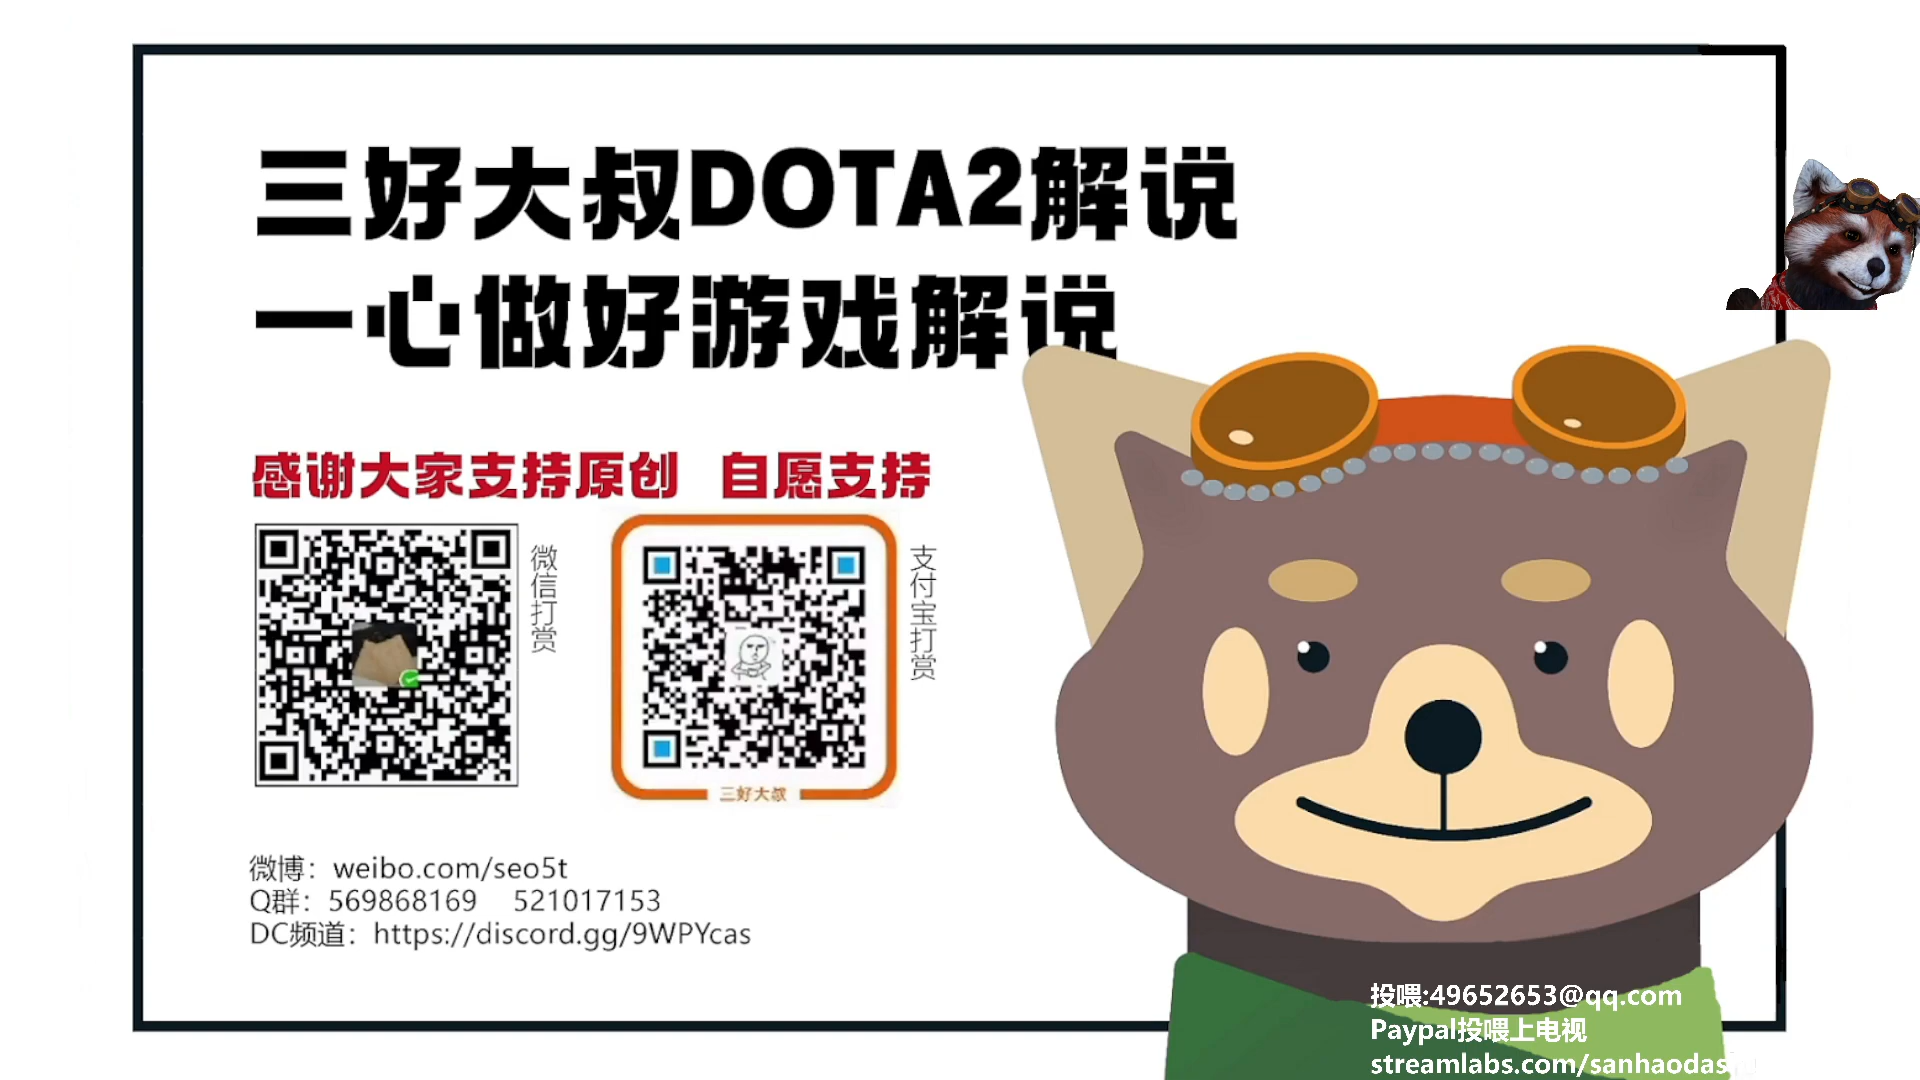 三好大叔DOTA2解说
一心做好游戏解说
感谢大家支持原创 自愿支持
微信打赏
支付宝打赏
三好大叔
微博：weibo.com/seo5t
Q群：569868169 521017153
DC频道：https://discord.gg/9WPYcas
投喂:49652653@qq.com
Paypal投喂上电视